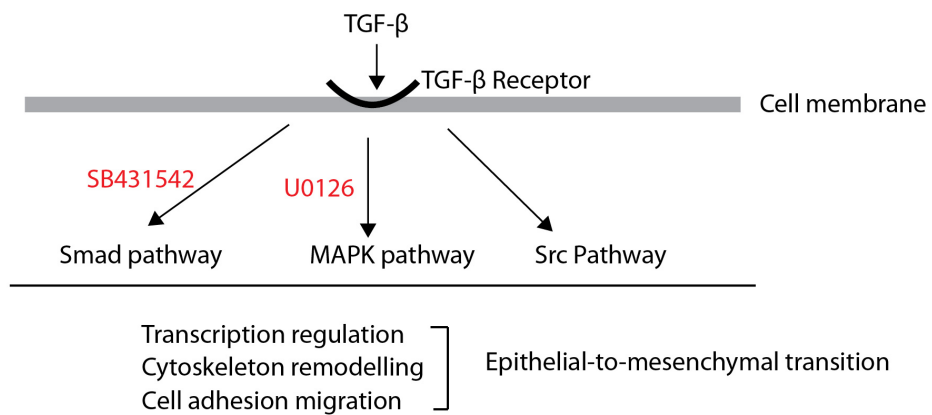 TGF-β
TGF-β Receptor
Cell membrane
SB431542
U0126
Smad pathway
MAPK pathway
Src Pathway
Transcription regulation
Cytoskeleton remodelling
Cell adhesion migration
Epithelial-to-mesenchymal transition